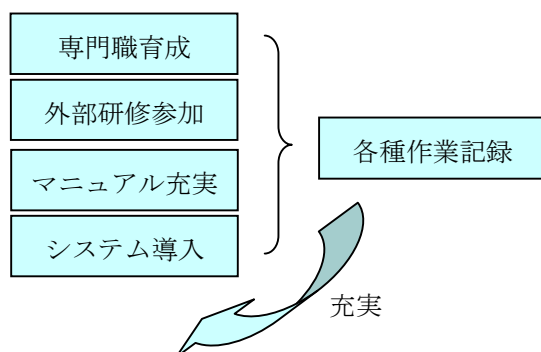 専門職育成
外部研修参加
マニュアル充実
システム導入
各種作業記録
充実